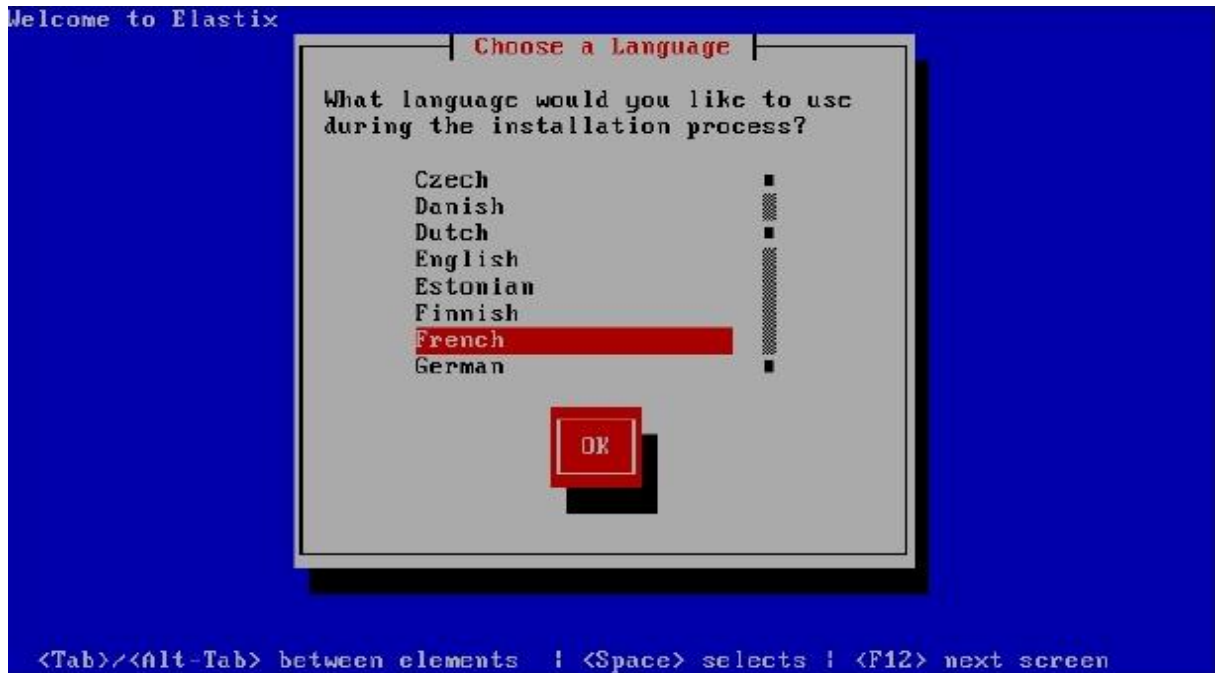 Welcome to Elastix
Choose a Language
What language would you like to use
during the installation process?
Czech
Danish
Dutch
English
Estonian
Finnish
French
German
OK
<Tab>/<Alt-Tab> between elements | <Space> selects | <F12> next screen